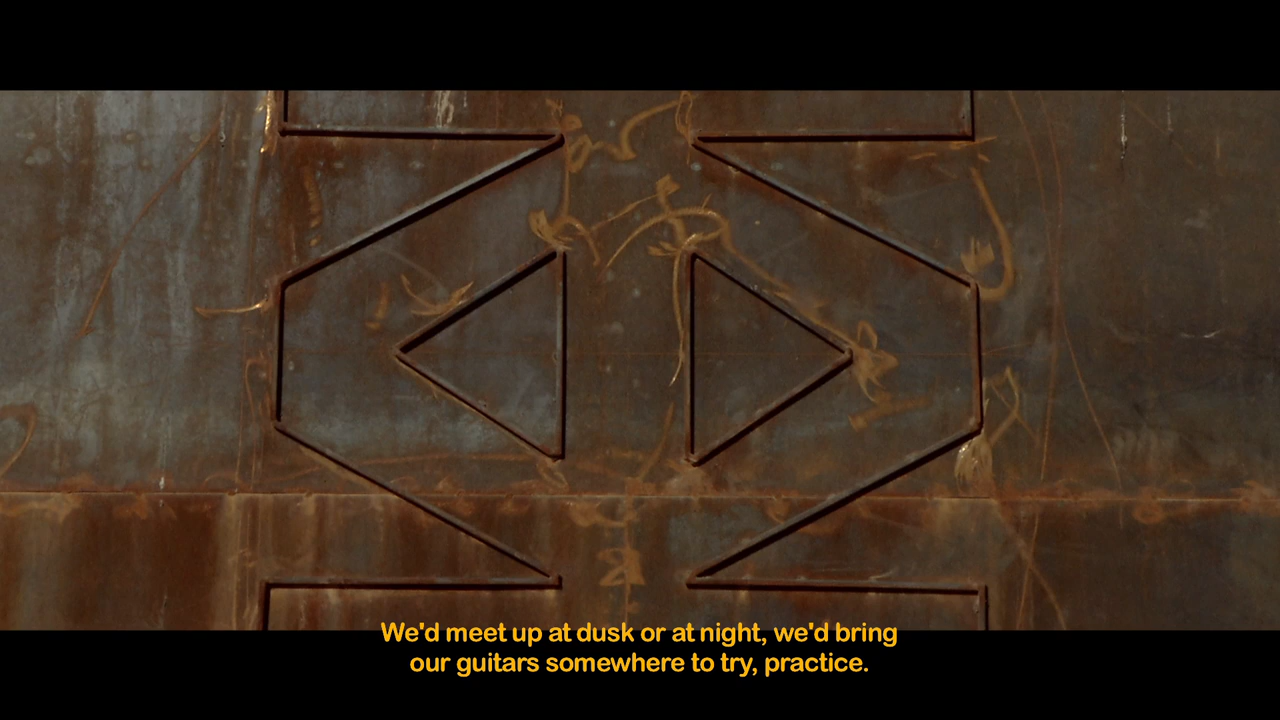 We'd meet up at dusk or at night, we'd bring
our guitars somewhere to try, practice.